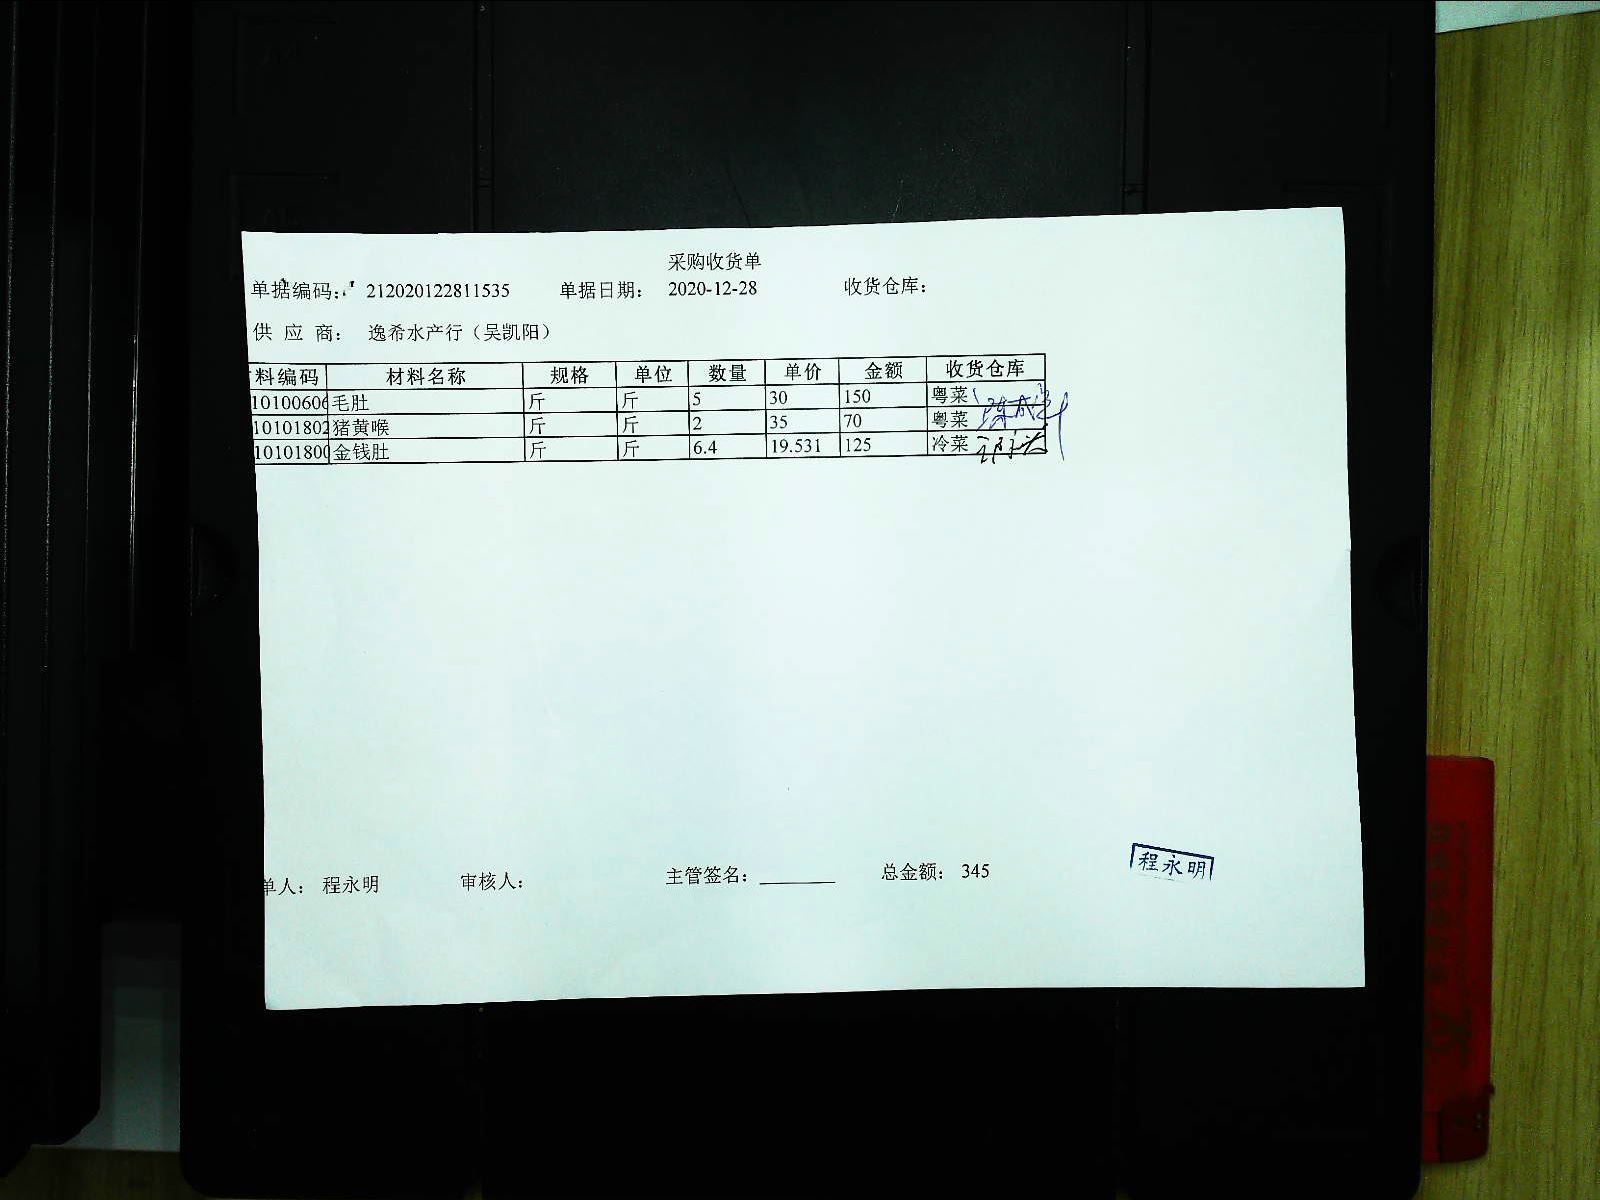 采购收货单
单据编码： 212020122811535 单据日期： 2020-12-28 收货仓库：
供 应 商： 逸希水产行（吴凯阳）
料编码 材料名称 规格 单位 数量 单价 金额 收货仓库
10100606 毛肚 斤 斤 5 30 150 粤菜
10101802 猪黄喉 斤 斤 2 35 70 粤菜
10101800 金钱肚 斤 斤 6.4 19.531 125 冷菜
单人： 程永明 审核人： 主管签名： 总金额： 345
程永明